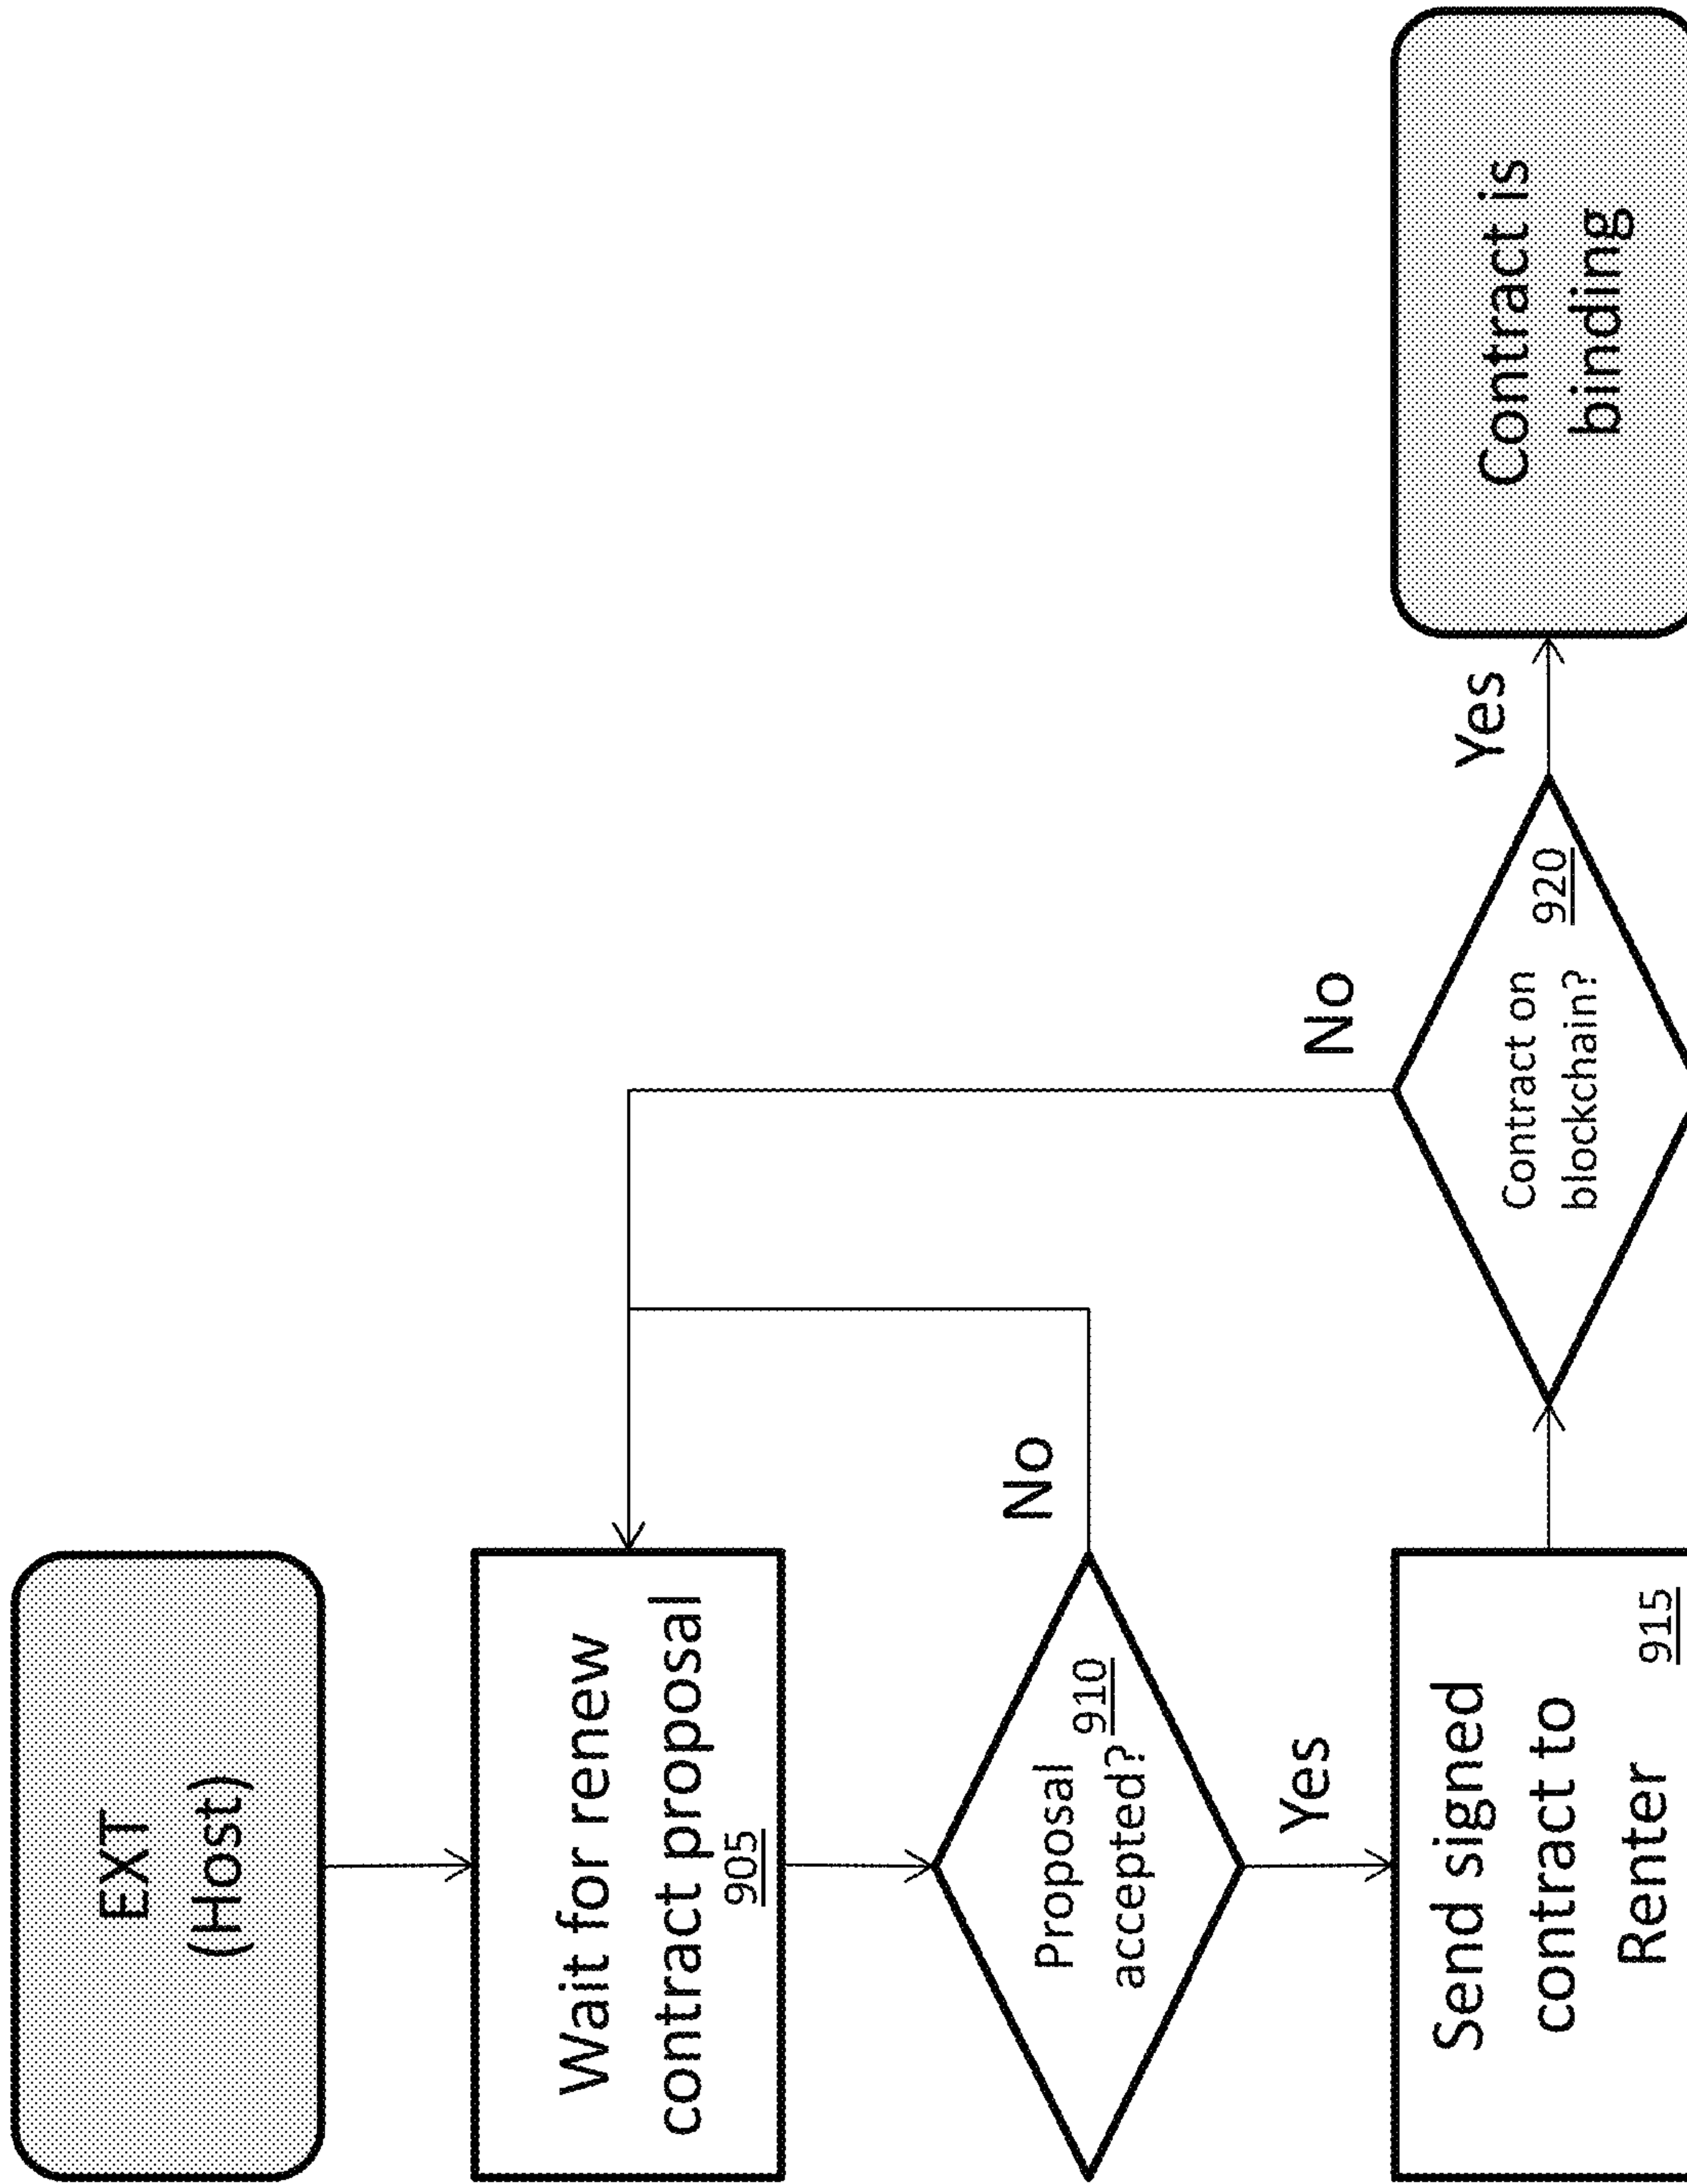 EXT
(Host)
Wait for renew
contract proposal
905
Proposal
accepted?
910
No
Yes
Send signed
contract to
Renter
915
Contract on
blockchain?
920
No
Yes
Contract is
binding